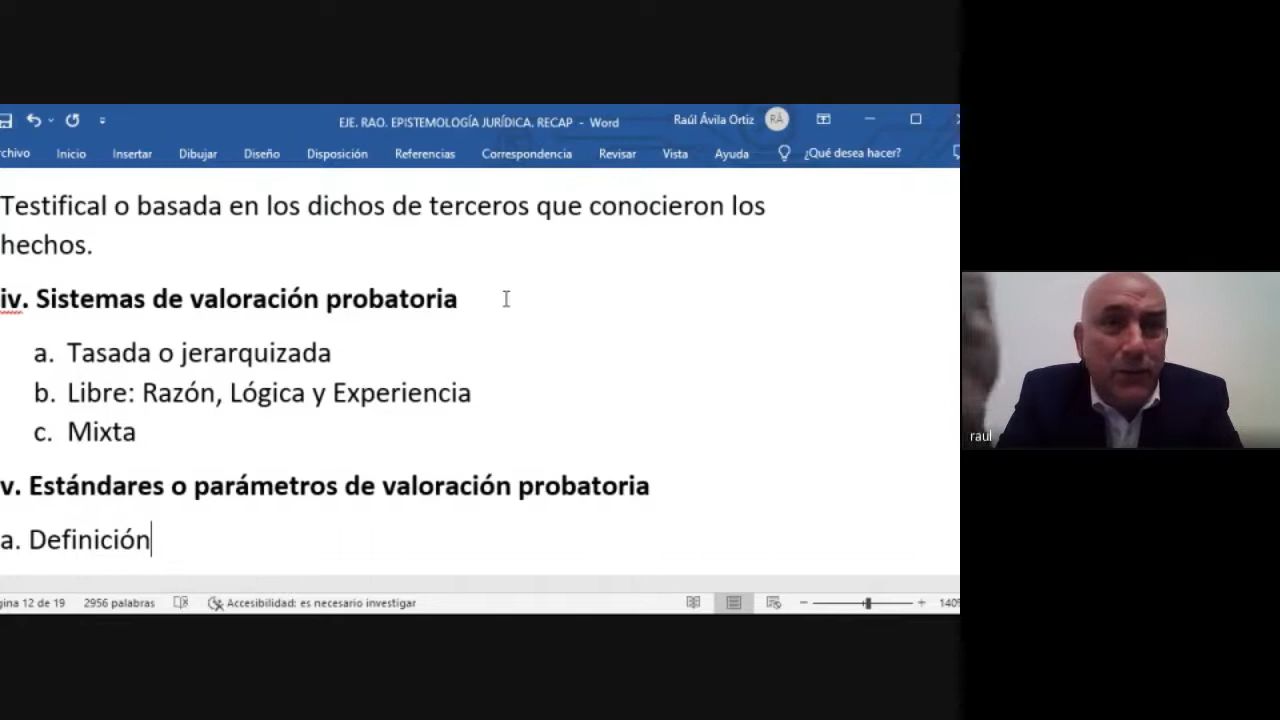 EJE. RAO. EPISTEMOLOGÍA JURÍDICA. RECAP - Word Raúl Ávila Ortiz RÁ
rchivo Inicio Insertar Dibujar Diseño Disposición Referencias Correspondencia Revisar Vista Ayuda ¿Qué desea hacer?
Testifical o basada en los dichos de terceros que conocieron los
hechos.
iv. Sistemas de valoración probatoria
a. Tasada o jerarquizada
b. Libre: Razón, Lógica y Experiencia
c. Mixta
v. Estándares o parámetros de valoración probatoria
a. Definición
gina 12 de 19 2956 palabras Accesibilidad: es necesario investigar 140
raul